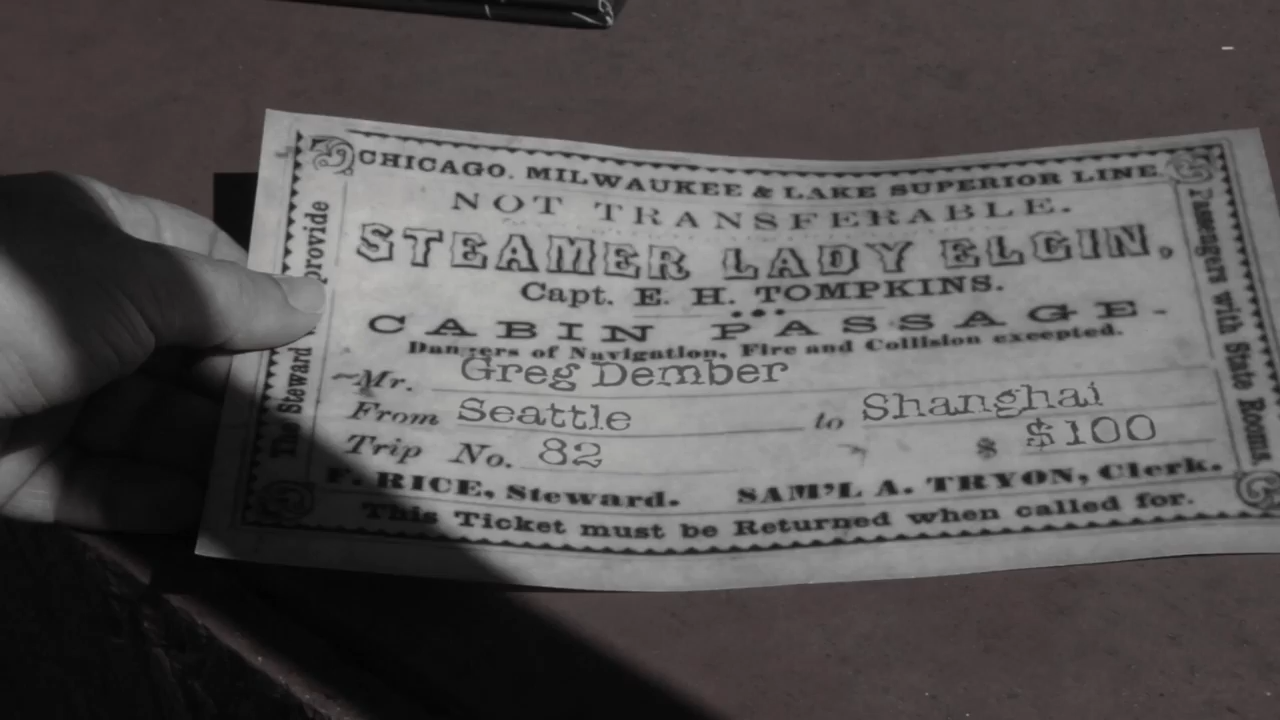 CHICAGO, MILWAUKEE & LAKE SUPERIOR LINE.
NOT TRANSFERABLE.
STEAMER LADY ELGIN,
Capt. E. H. TOMPKINS.
CABIN PASSAGE.
Dangers of Navigation, Fire and Collision excepted.
Mr. Greg Dember
From Seattle to Shanghai
Trip No. 82 $ $100
F. RICE, Steward. SAM'L A. TRYON, Clerk.
This Ticket must be Returned when called for.
The Steward provide
Passengers with State Rooms